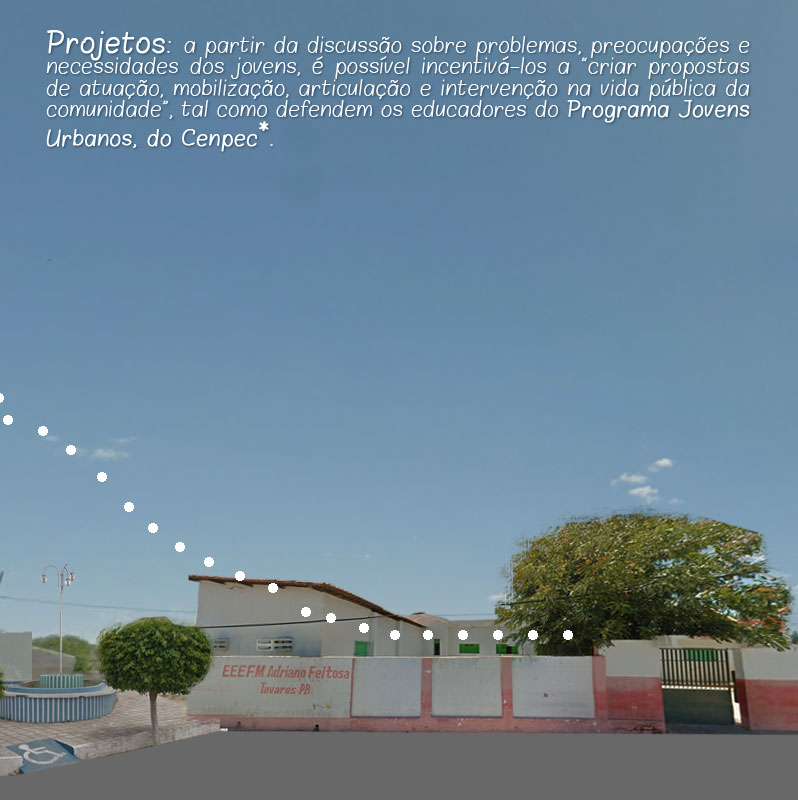 Projetos: a partir da discussão sobre problemas, preocupações e
necessidades dos jovens, é possível incentivá-los a "criar propostas
de atuação, mobilização, articulação e intervenção na vida pública da
comunidade", tal como defendem os educadores do Programa Jovens
Urbanos, do Cenpec*.
EEEFM Adriano Feitosa
Tavares-PB